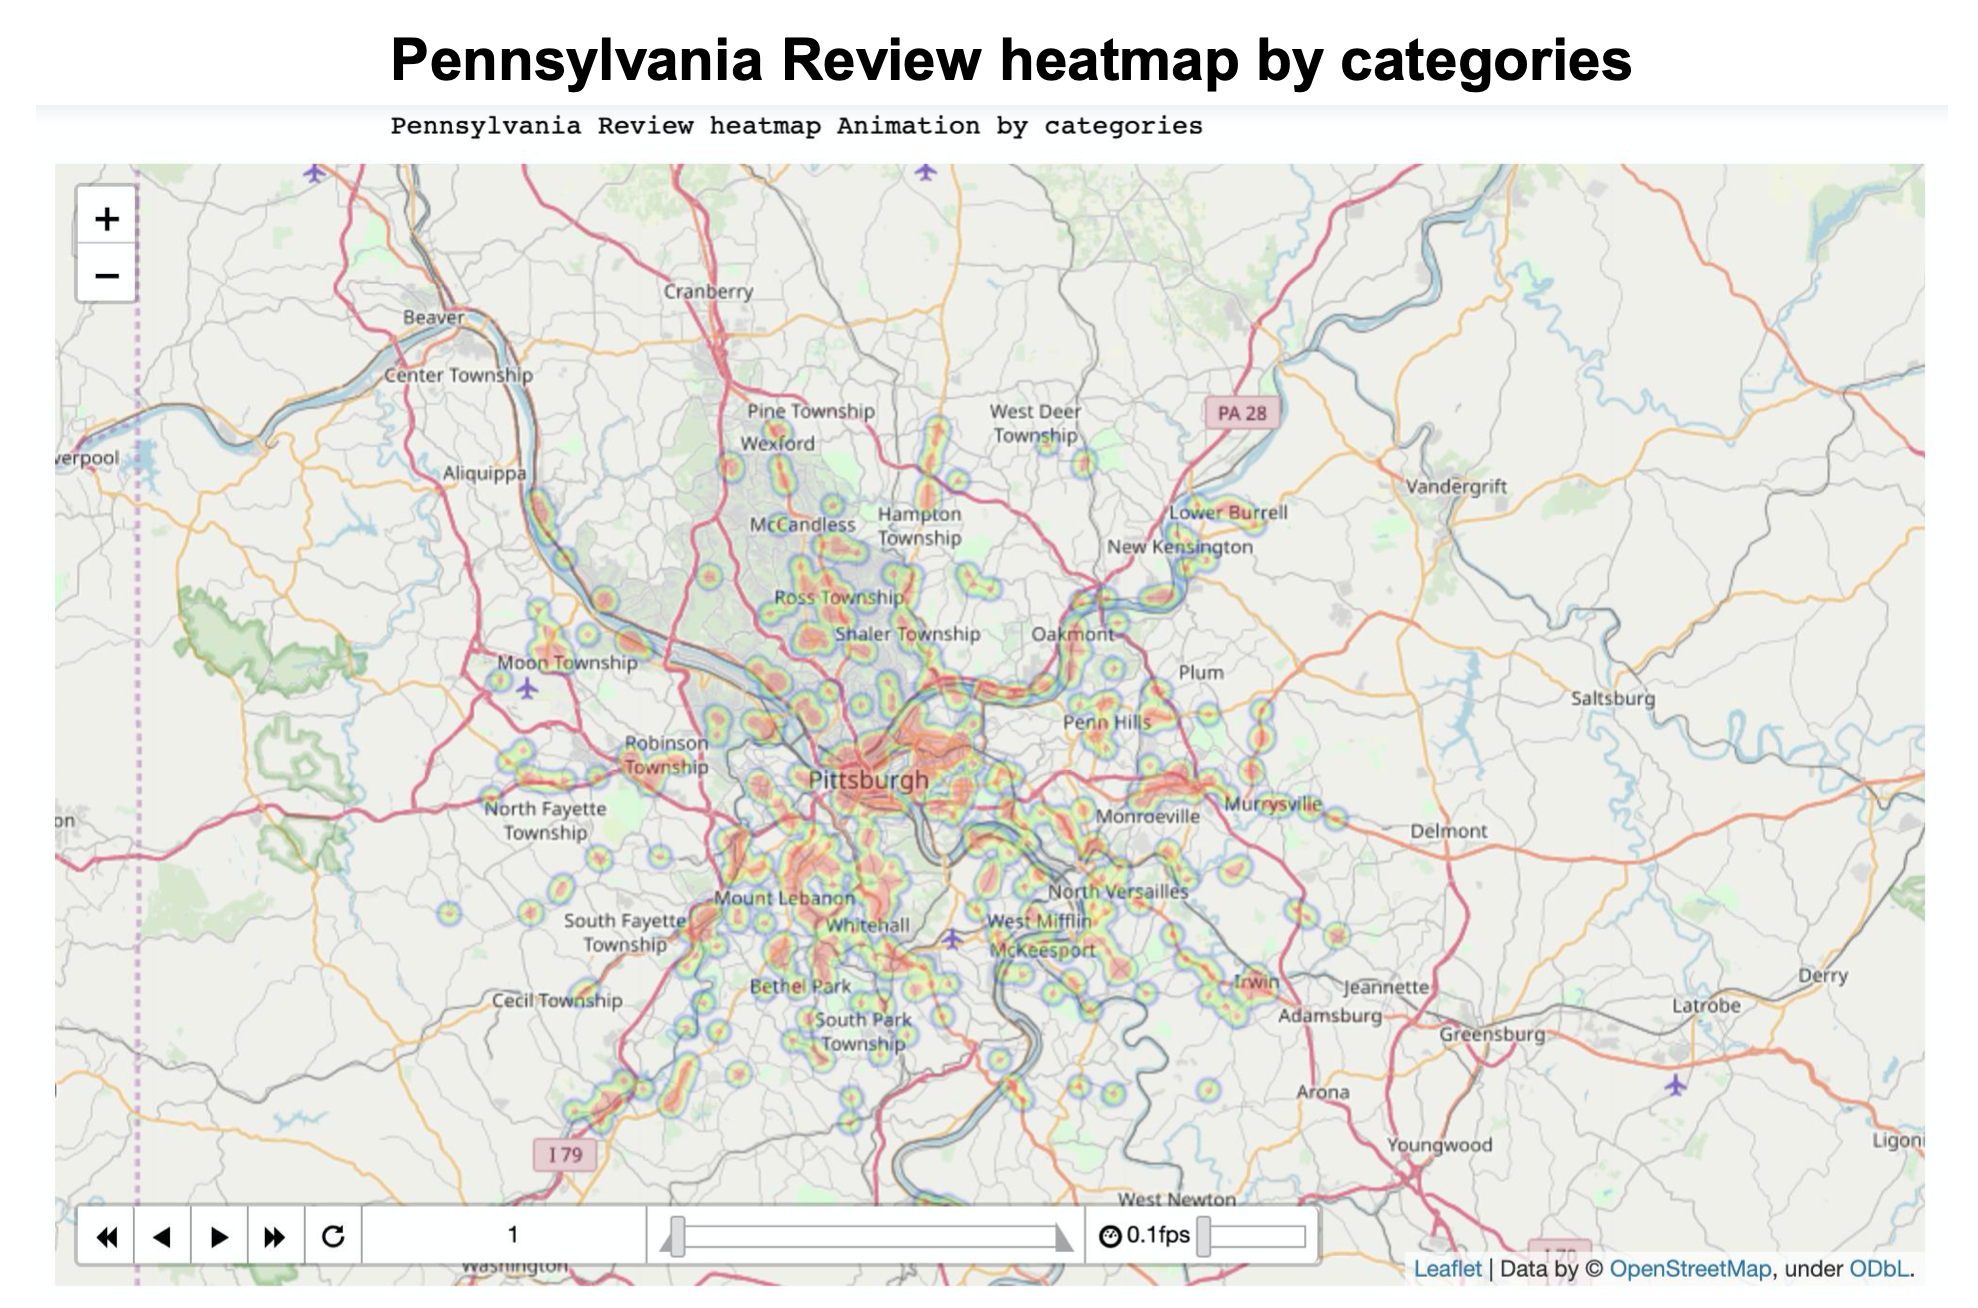 Pennsylvania Review heatmap by categories
Pennsylvania Review heatmap Animation by categories
+
−
Cranberry
Beaver
Center Township
Pine Township
West Deer
Township
PA 28
Wexford
verpool
Aliquippa
Vandergrift
McCandless
Hampton
Township
Lower Burrell
New Kensington
Ross Township
Shaler Township
Oakmont
Moon Township
Plum
Saltsburg
Penn Hills
Robinson
Township
Pittsburgh
North Fayette
Township
Murrysville
Monroeville
on
Delmont
Mount Lebanon
North Versailles
South Fayette
Township
Whitehall
West Mifflin
McKeesport
Bethel Park
Irwin
Jeannette
Derry
Cecil Township
Latrobe
South Park
Township
Adamsburg
Greensburg
Arona
I 79
Youngwood
Ligoni
West Newton
1
0.1fps
Washington
I 70
Leaflet | Data by © OpenStreetMap, under ODbL.